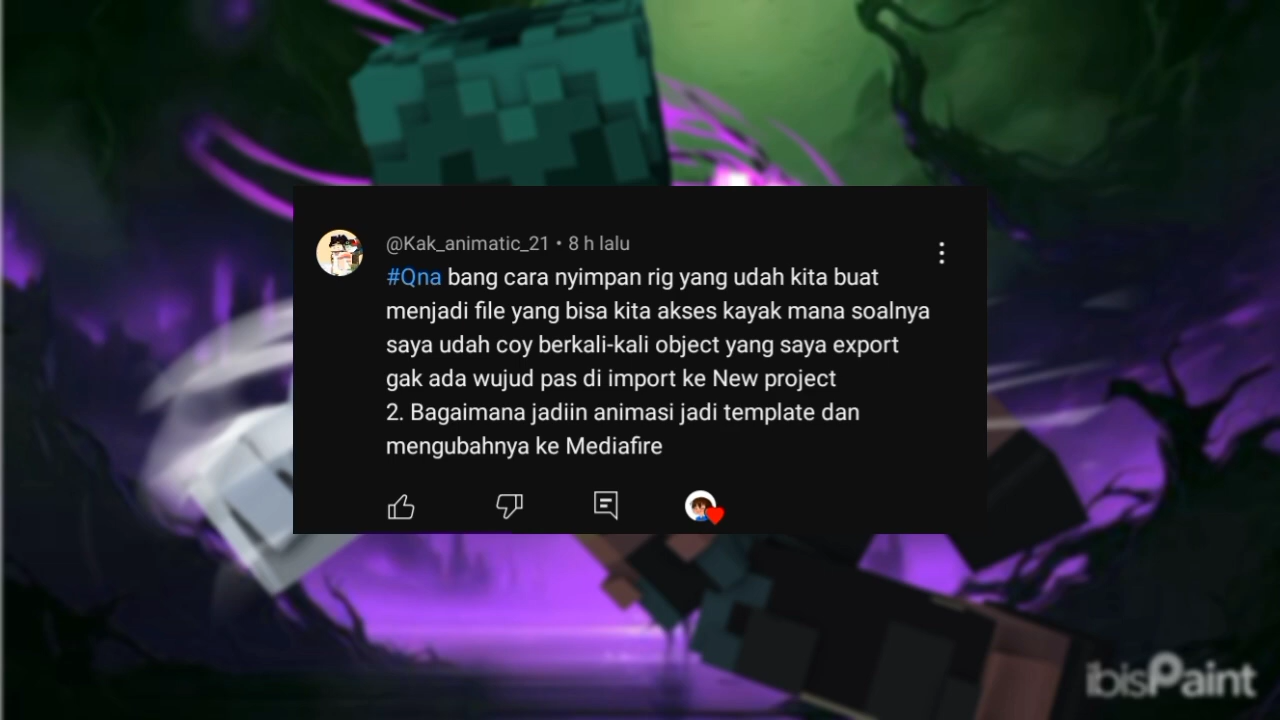 @Kak_animatic_21 • 8 h lalu
#Qna bang cara nyimpan rig yang udah kita buat
menjadi file yang bisa kita akses kayak mana soalnya
saya udah coy berkali-kali object yang saya export
gak ada wujud pas di import ke New project
2. Bagaimana jadiin animasi jadi template dan
mengubahnya ke Mediafire
ibisPaint